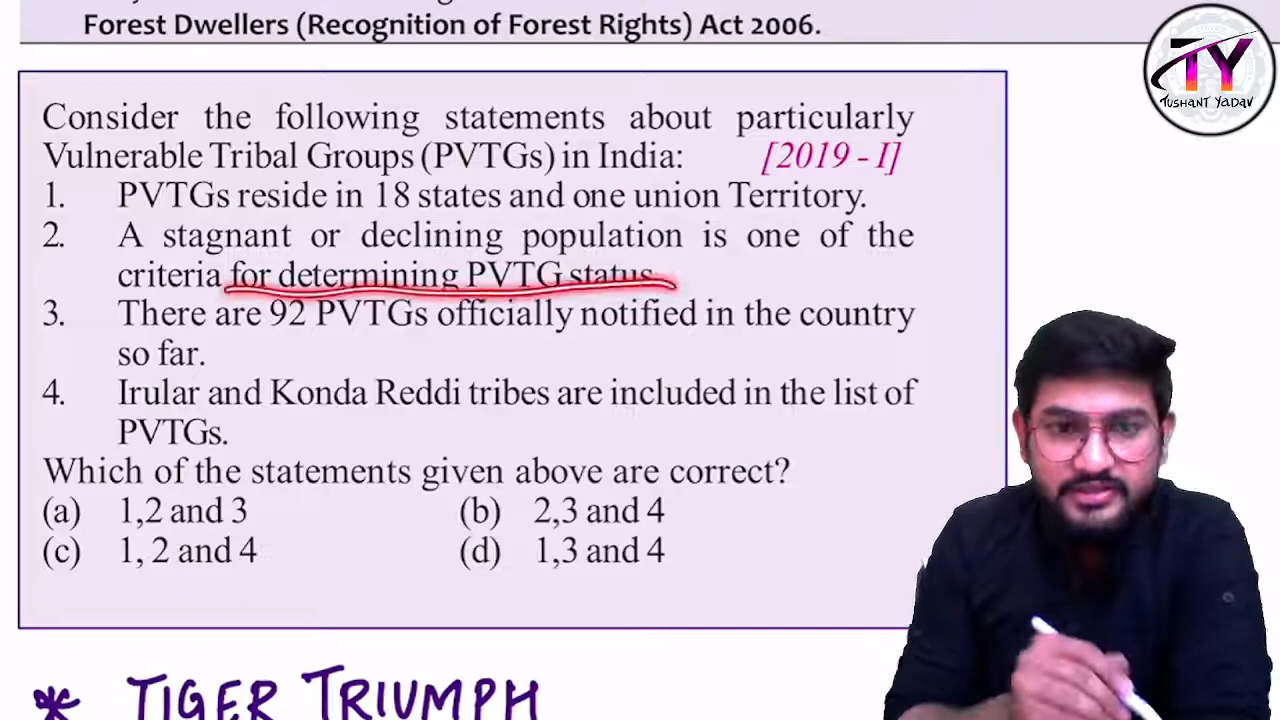 Forest Dwellers (Recognition of Forest Rights) Act 2006.
TY
TUSHANT YADAV
Consider the following statements about particularly
Vulnerable Tribal Groups (PVTGs) in India: [2019 - I]
1. PVTGs reside in 18 states and one union Territory.
2. A stagnant or declining population is one of the
criteria for determining PVTG status.
3. There are 92 PVTGs officially notified in the country
so far.
4. Irular and Konda Reddi tribes are included in the list of
PVTGs.
Which of the statements given above are correct?
(a) 1,2 and 3 (b) 2,3 and 4
(c) 1, 2 and 4 (d) 1,3 and 4
* TIGER TRIUMPH